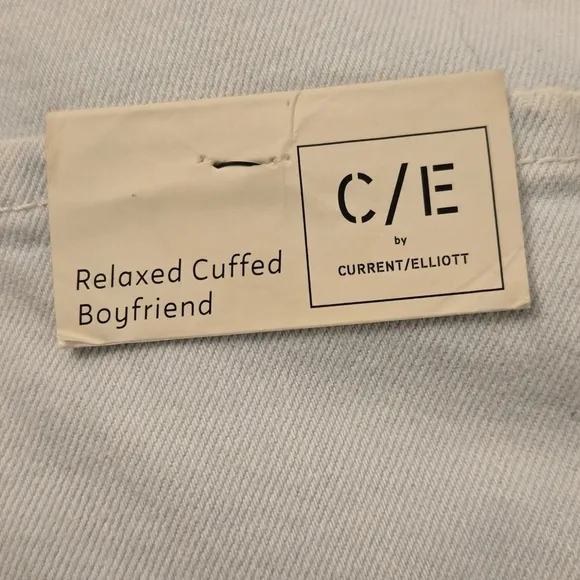 Relaxed Cuffed
Boyfriend
C/E
by
CURRENT/ELLIOTT